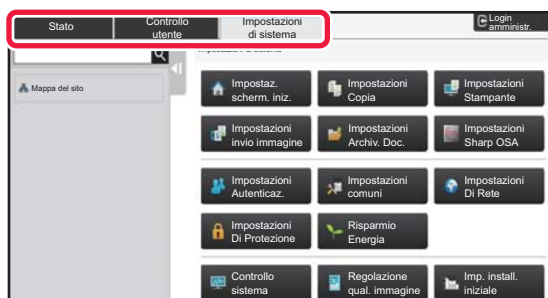 Stato
Controllo
utente
Impostazioni
di sistema
Login
amministr.
Mappa del sito
Impostaz.
scherm. iniz.
Impostazioni
Copia
Impostazioni
Stampante
Impostazioni
invio immagine
Impostazioni
Archiv. Doc.
Impostazioni
Sharp OSA
Impostazioni
Autenticaz.
Impostazioni
comuni
Impostazioni
Di Rete
Impostazioni
Di Protezione
Risparmio
Energia
Controllo
sistema
Regolazione
qual. immagine
Imp. install.
iniziale